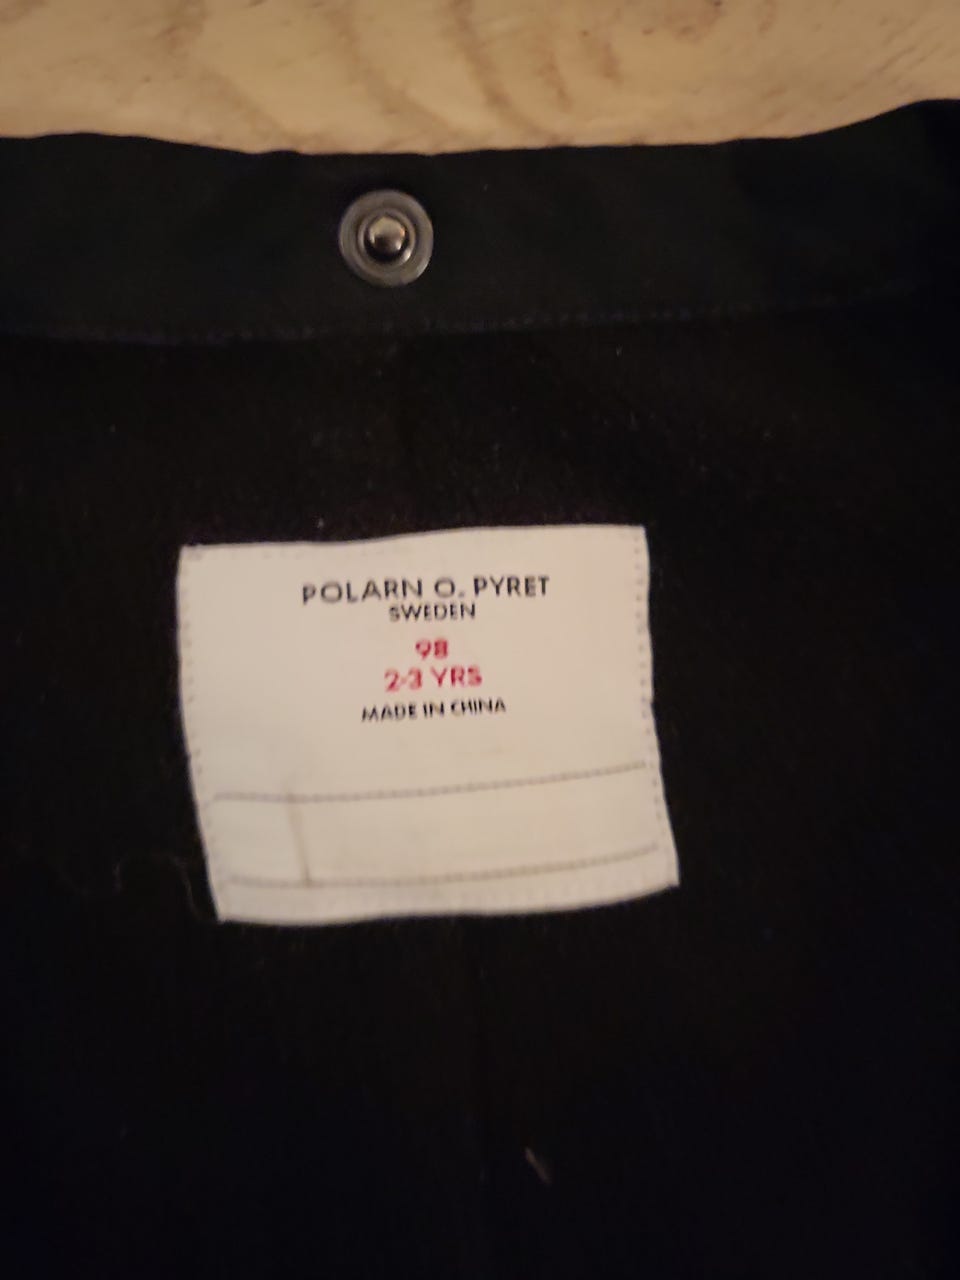 POLARN O. PYRET
SWEDEN
98
2-3 YRS
MADE IN CHINA